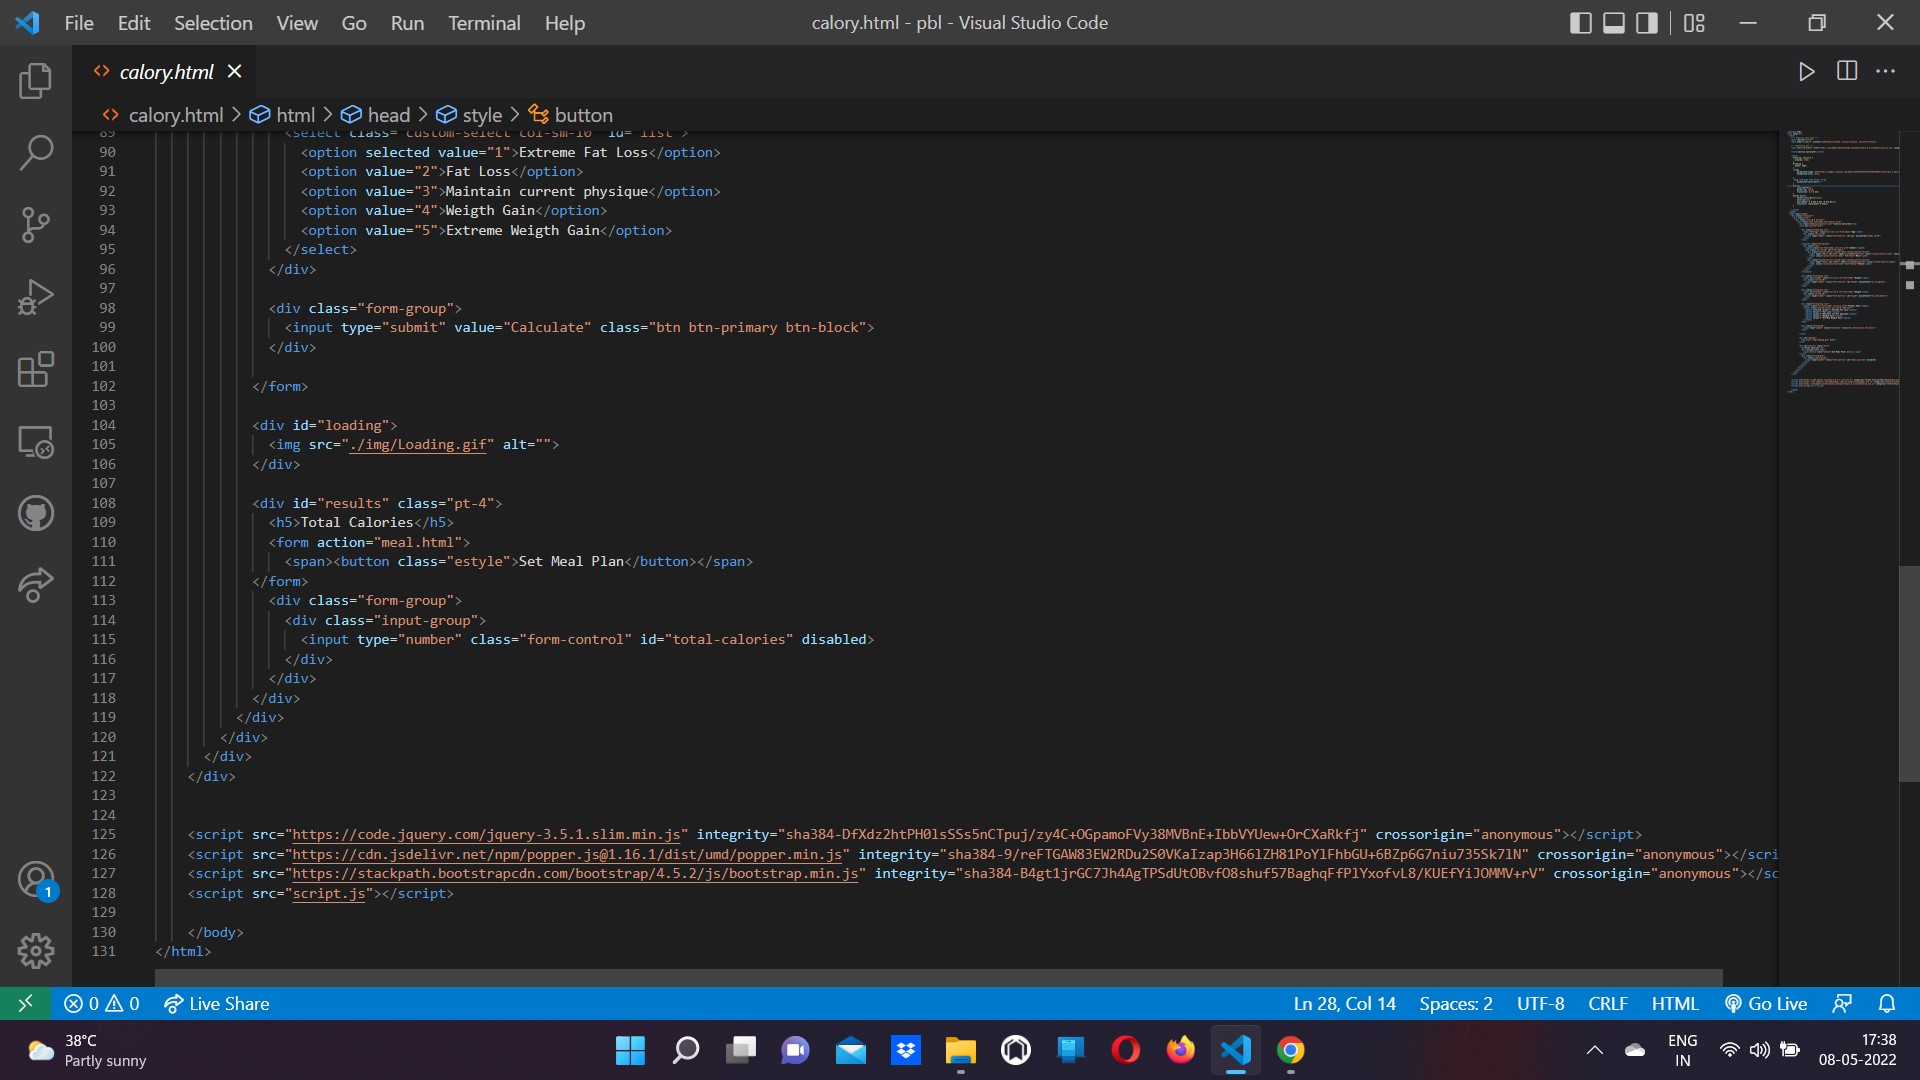 File Edit Selection View Go Run Terminal Help
calory.html - pbl - Visual Studio Code
calory.html
calory.html > html > head > style > button
89 <select class="custom-select col-sm-10" id="list">
90 <option selected value="1">Extreme Fat Loss</option>
91 <option value="2">Fat Loss</option>
92 <option value="3">Maintain current physique</option>
93 <option value="4">Weigth Gain</option>
94 <option value="5">Extreme Weigth Gain</option>
95 </select>
96 </div>
97
98 <div class="form-group">
99 <input type="submit" value="Calculate" class="btn btn-primary btn-block">
100 </div>
101
102 </form>
103
104 <div id="loading">
105 <img src="./img/Loading.gif" alt="">
106 </div>
107
108 <div id="results" class="pt-4">
109 <h5>Total Calories</h5>
110 <form action="meal.html">
111 <span><button class="estyle">Set Meal Plan</button></span>
112 </form>
113 <div class="form-group">
114 <div class="input-group">
115 <input type="number" class="form-control" id="total-calories" disabled>
116 </div>
117 </div>
118 </div>
119 </div>
120 </div>
121 </div>
122 </div>
123
124
125 <script src="https://code.jquery.com/jquery-3.5.1.slim.min.js" integrity="sha384-DfXdz2htPH0lsSSs5nCTpuj/zy4C+OGpamoFVy38MVBnE+IbbVYUew+OrCXaRkfj" crossorigin="anonymous"></script>
126 <script src="https://cdn.jsdelivr.net/npm/popper.js@1.16.1/dist/umd/popper.min.js" integrity="sha384-9/reFTGAW83EW2RDu2S0VKaIzap3H66lZH81PoYlFhbGU+6BZp6G7niu735Sk7lN" crossorigin="anonymous"></scri
127 <script src="https://stackpath.bootstrapcdn.com/bootstrap/4.5.2/js/bootstrap.min.js" integrity="sha384-B4gt1jrGC7Jh4AgTPSdUtOBvfO8shuf57BaghqFfPlYxofvL8/KUEfYiJOMMV+rV" crossorigin="anonymous"></sc
128 <script src="script.js"></script>
129
130 </body>
131 </html>
1
0 0 Live Share
Ln 28, Col 14 Spaces: 2 UTF-8 CRLF HTML Go Live
38°C
Partly sunny
ENG
IN
17:38
08-05-2022